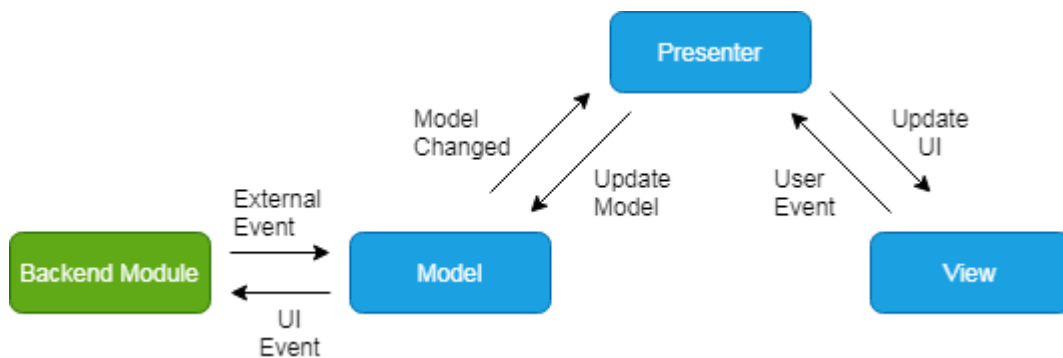 Presenter
Model
Changed
Update
UI
Update
Model
User
Event
External
Event
Backend Module
Model
View
UI
Event